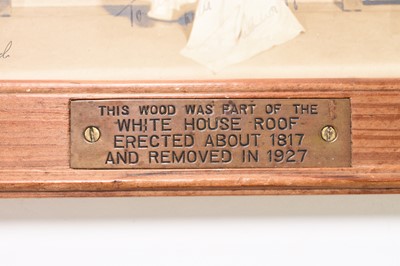 THIS WOOD WAS PART OF THE
WHITE HOUSE ROOF
ERECTED ABOUT 1817
AND REMOVED IN 1927